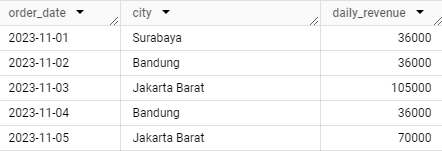 order_date city daily_revenue
2023-11-01 Surabaya 36000
2023-11-02 Bandung 36000
2023-11-03 Jakarta Barat 105000
2023-11-04 Bandung 36000
2023-11-05 Jakarta Barat 70000